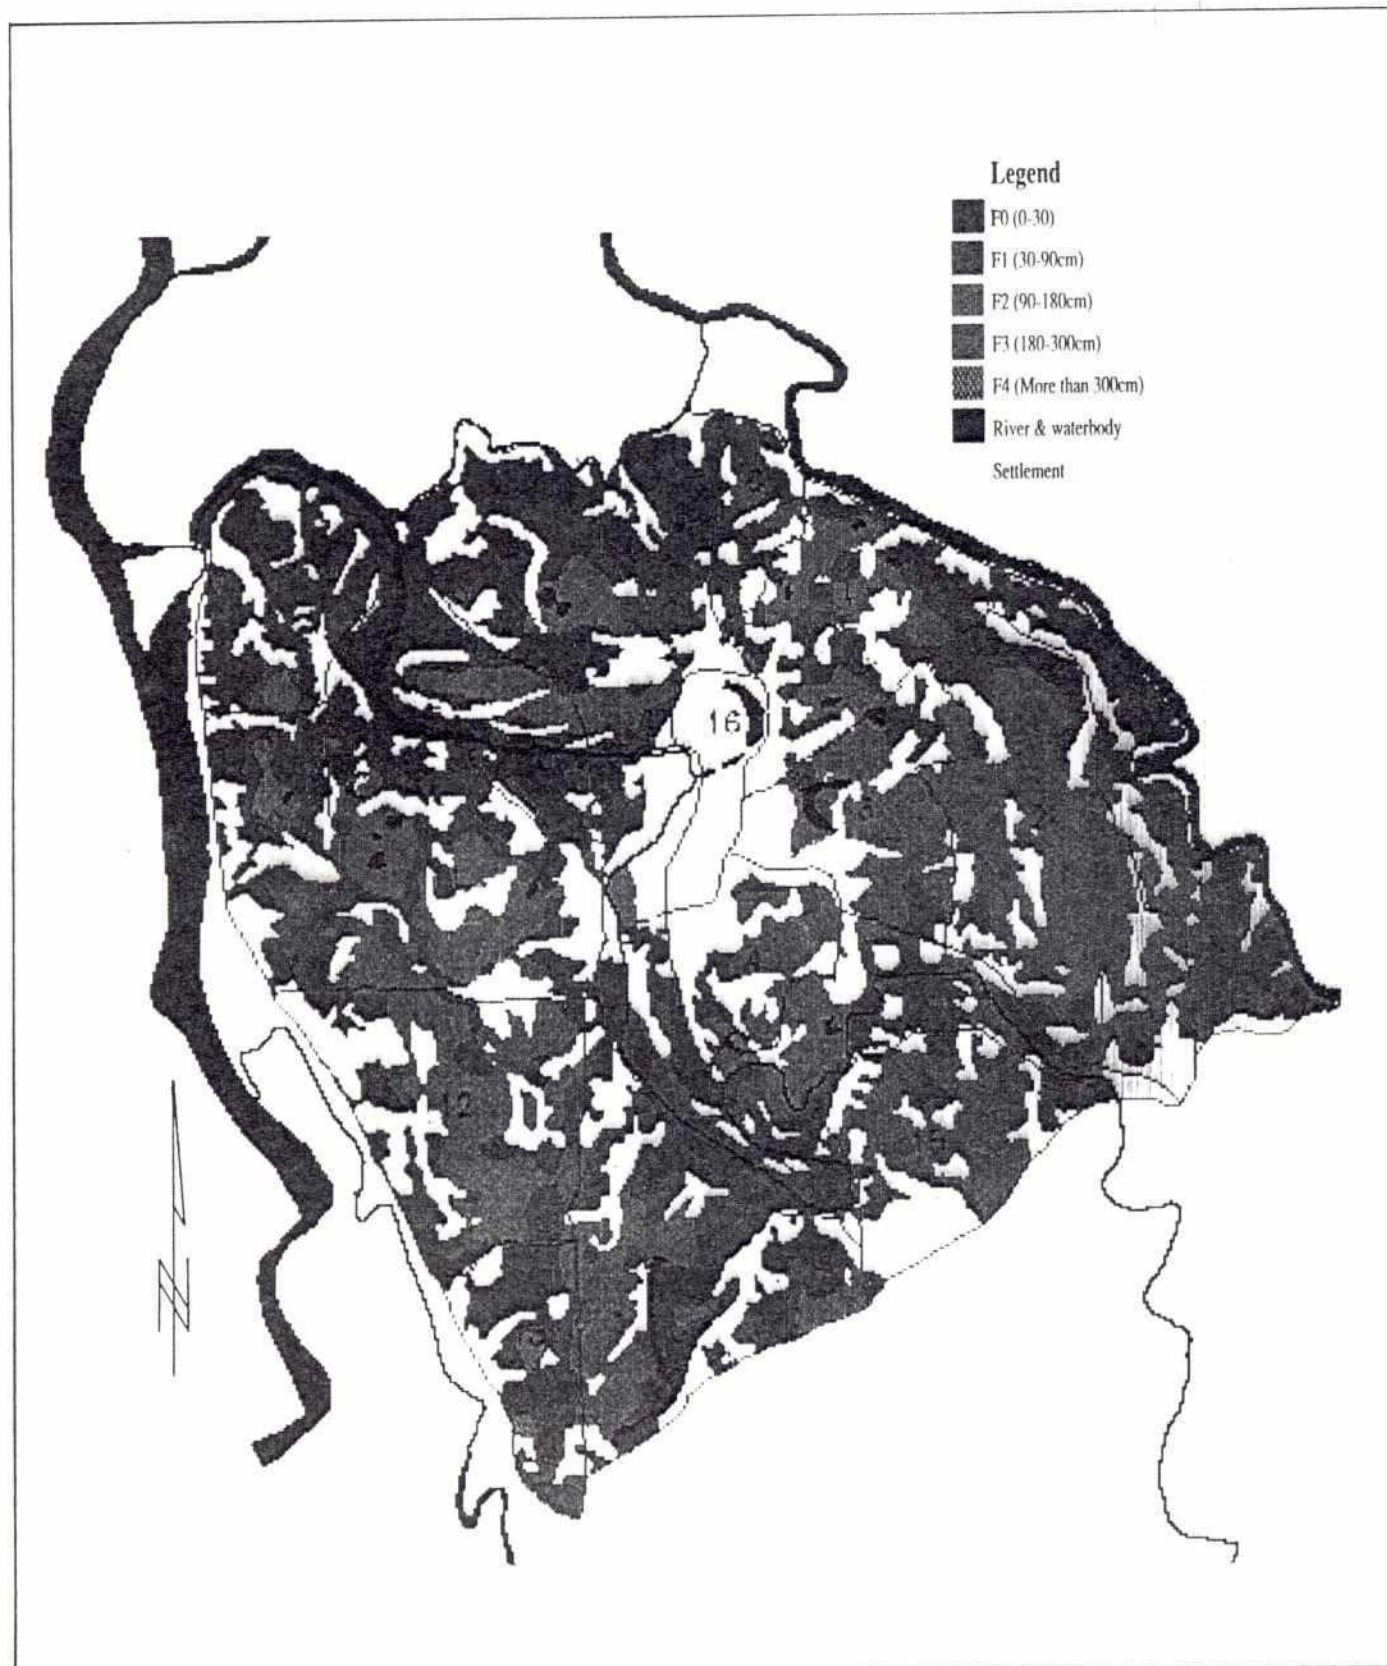 Legend
F0 (0-30)
F1 (30-90cm)
F2 (90-180cm)
F3 (180-300cm)
F4 (More than 300cm)
River & waterbody
Settlement
16
12
15